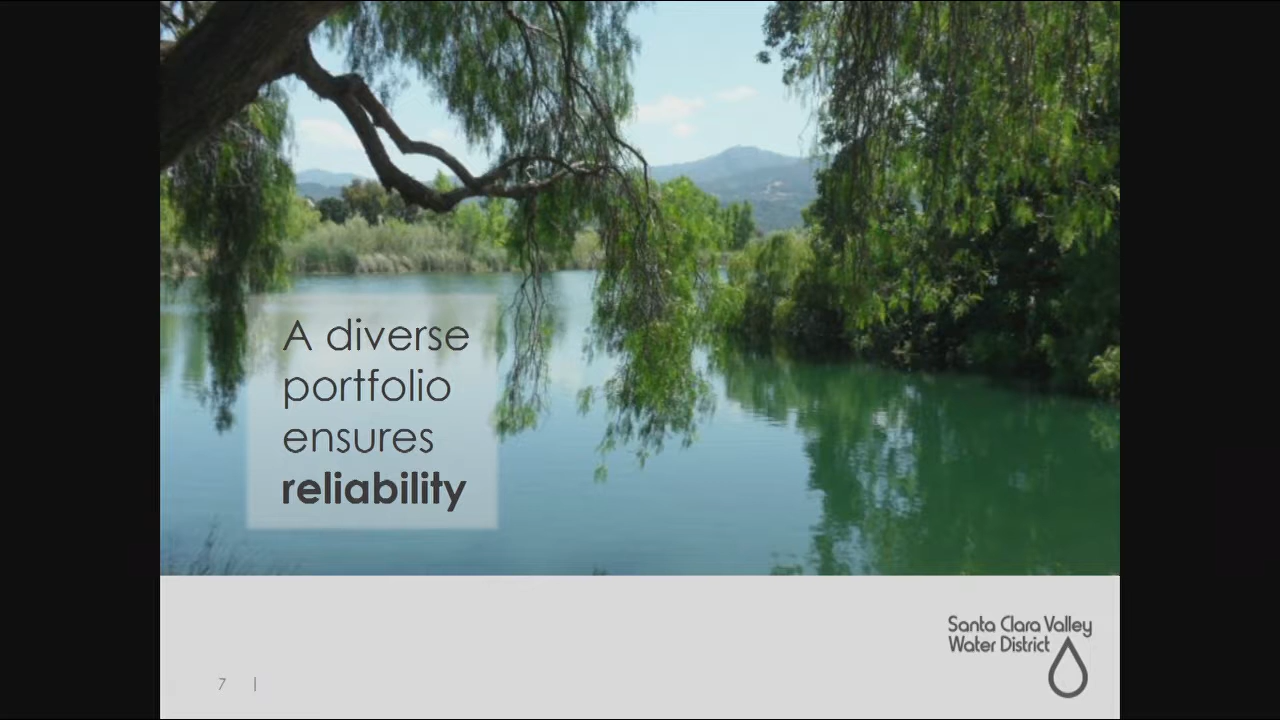 A diverse
portfolio
ensures
reliability
Santa Clara Valley
Water District
7 |